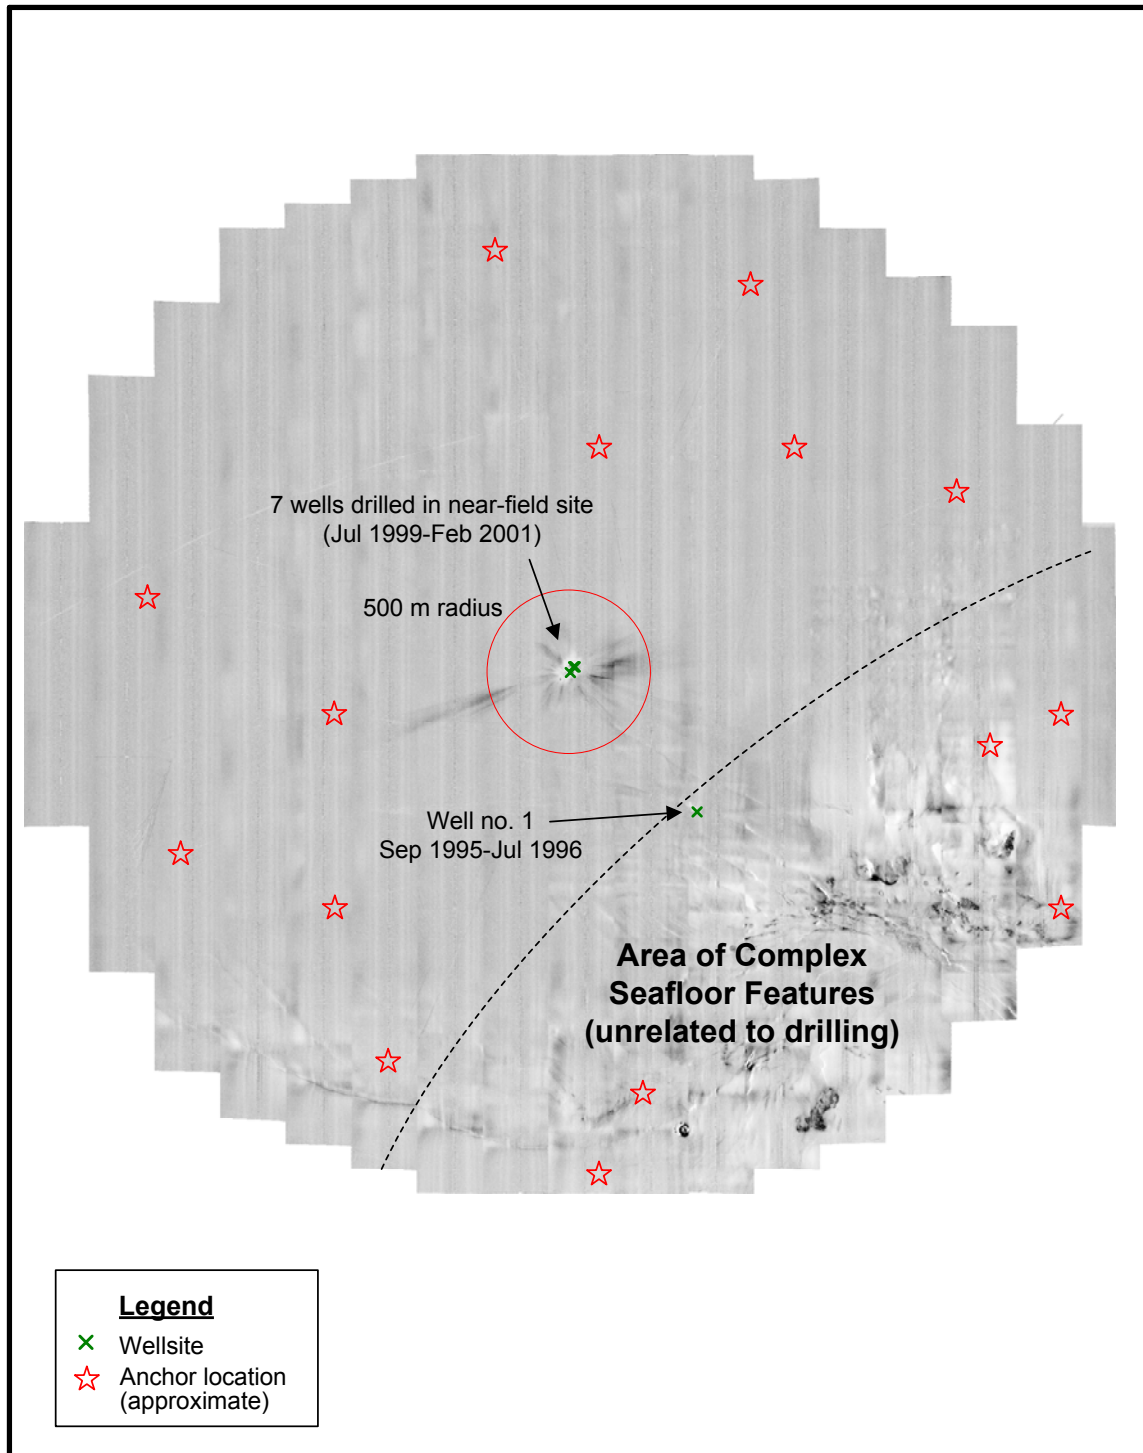 7 wells drilled in near-field site
(Jul 1999-Feb 2001)
500 m radius
Well no. 1
Sep 1995-Jul 1996
Area of Complex
Seafloor Features
(unrelated to drilling)
Legend
Wellsite
Anchor location
(approximate)